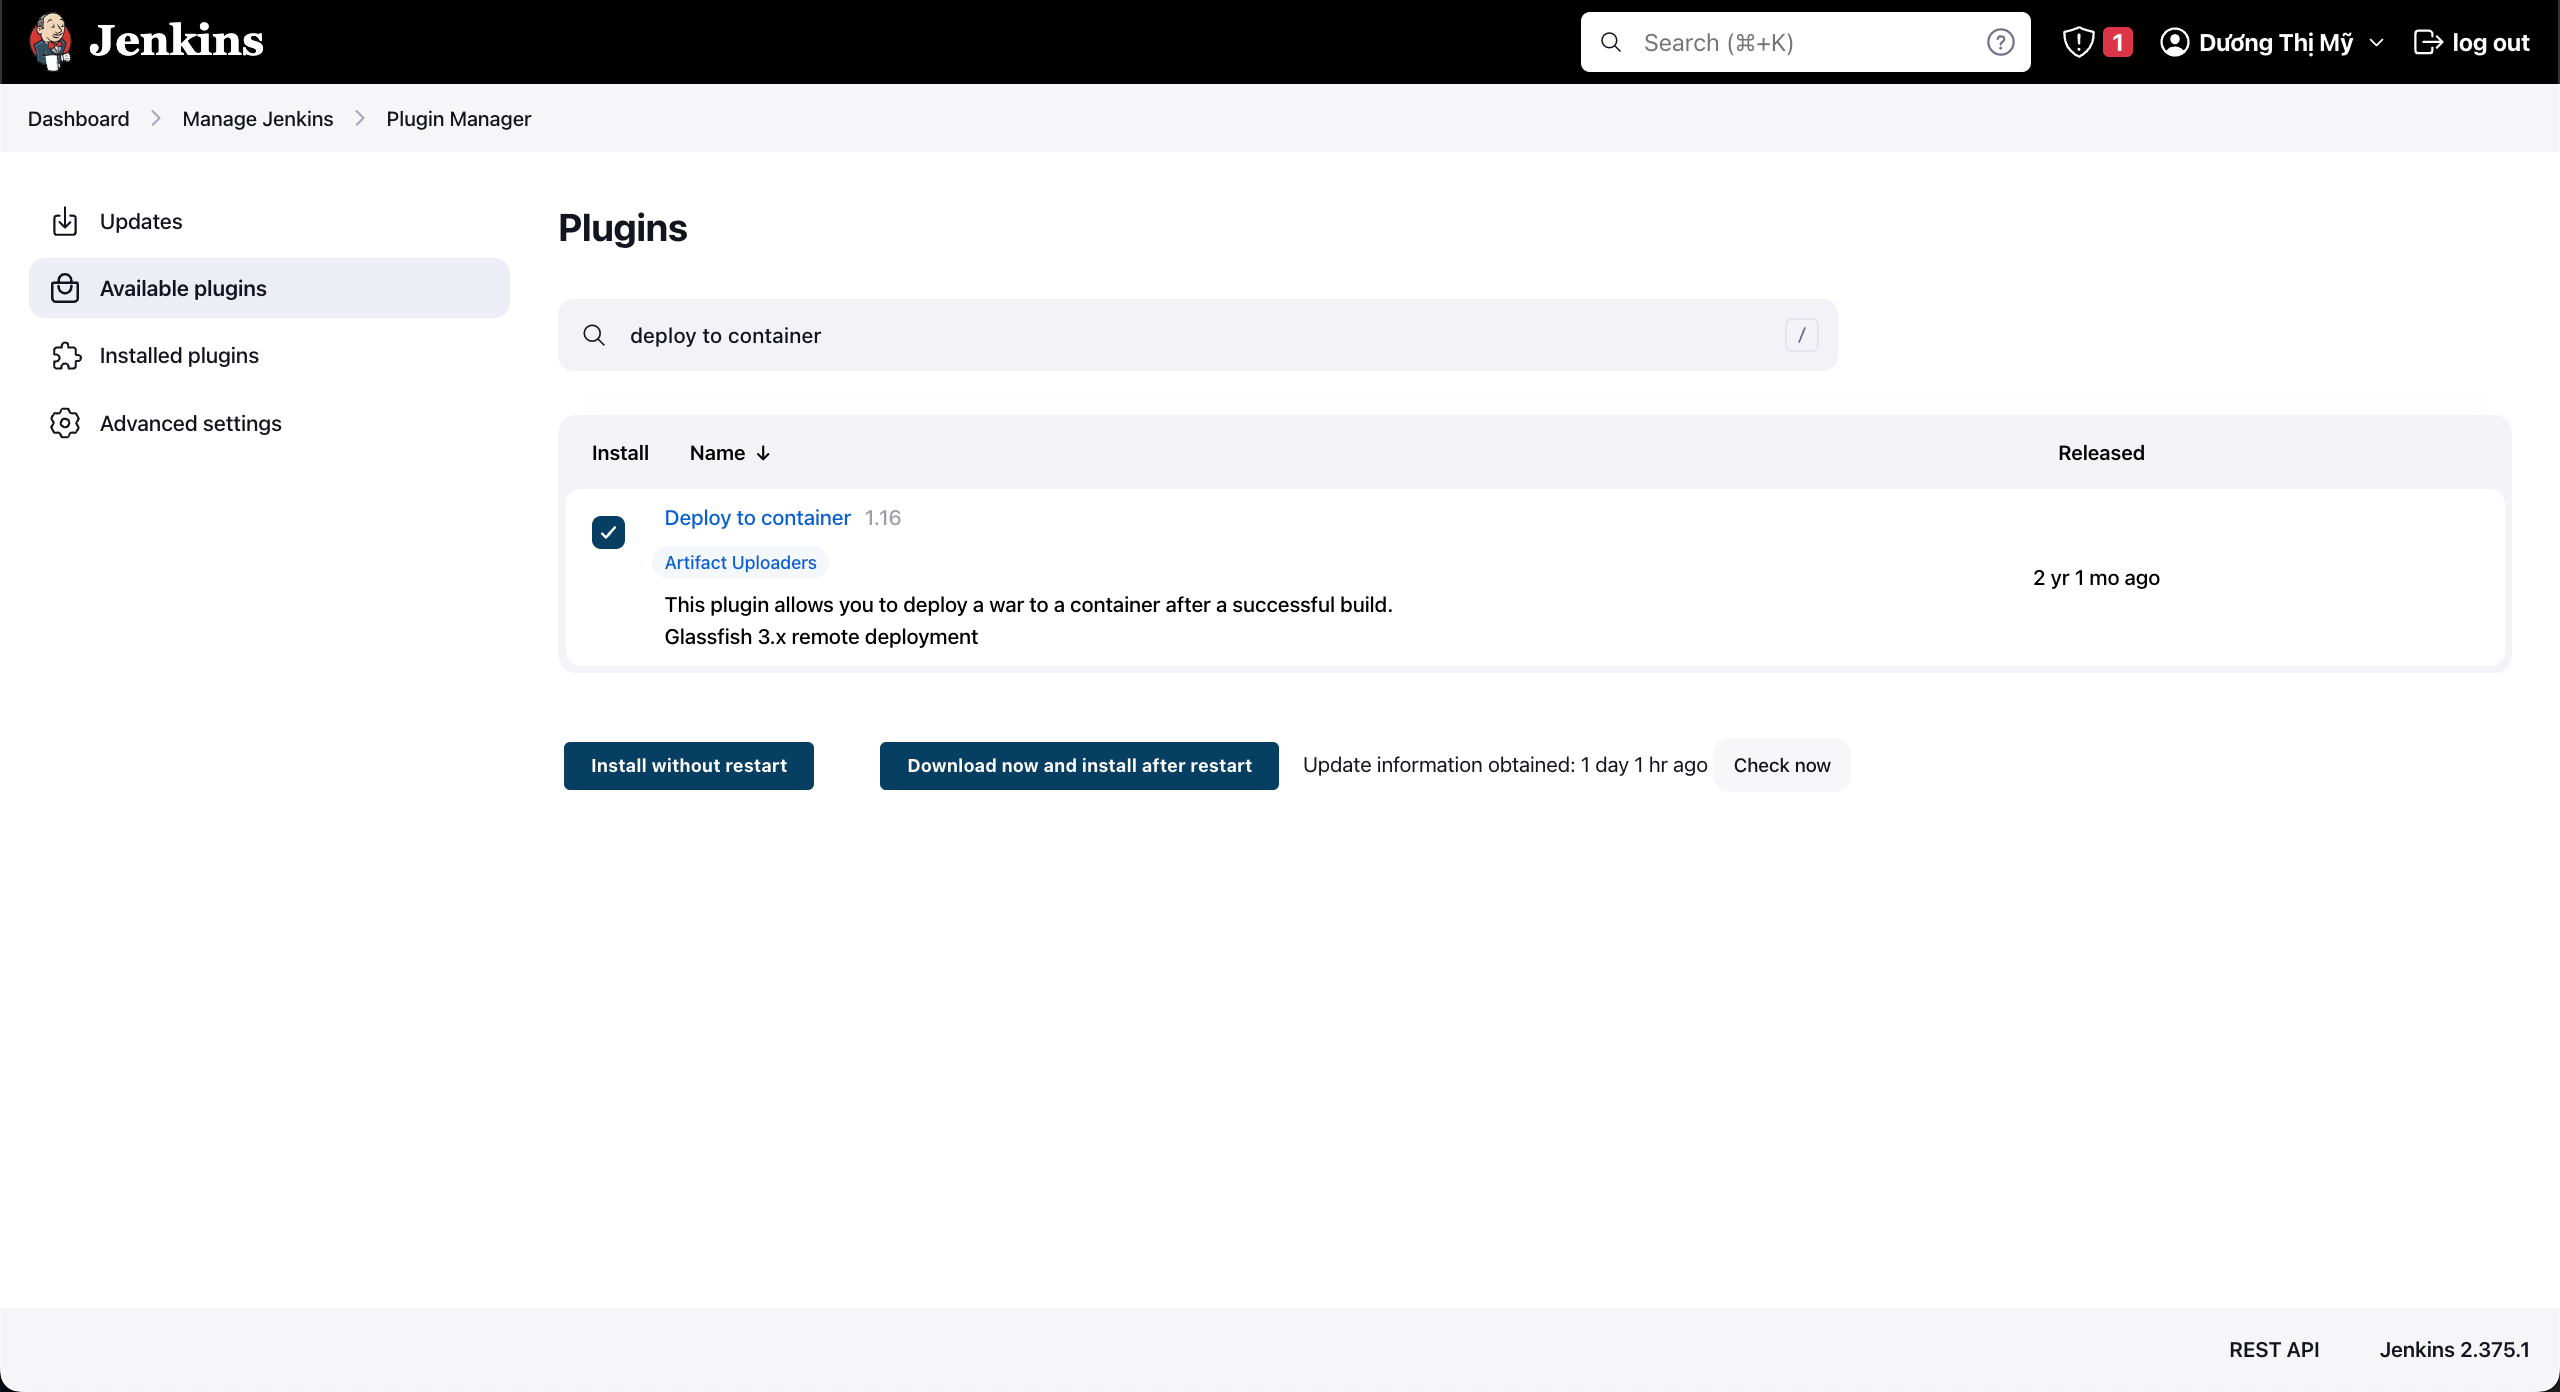 Jenkins
Search (⌘+K)
1
Dương Thị Mỹ
log out
Dashboard
Manage Jenkins
Plugin Manager
Updates
Available plugins
Installed plugins
Advanced settings
Plugins
deploy to container
/
Install Name ↓ Released
Deploy to container 1.16
Artifact Uploaders
This plugin allows you to deploy a war to a container after a successful build.
Glassfish 3.x remote deployment
2 yr 1 mo ago
Install without restart
Download now and install after restart
Update information obtained: 1 day 1 hr ago
Check now
REST API
Jenkins 2.375.1